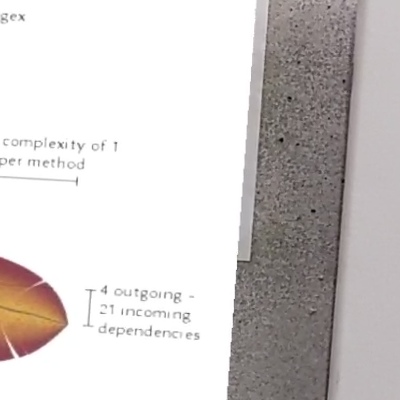 gex
complexity of 1
per method
4 outgoing -
21 incoming
dependencies